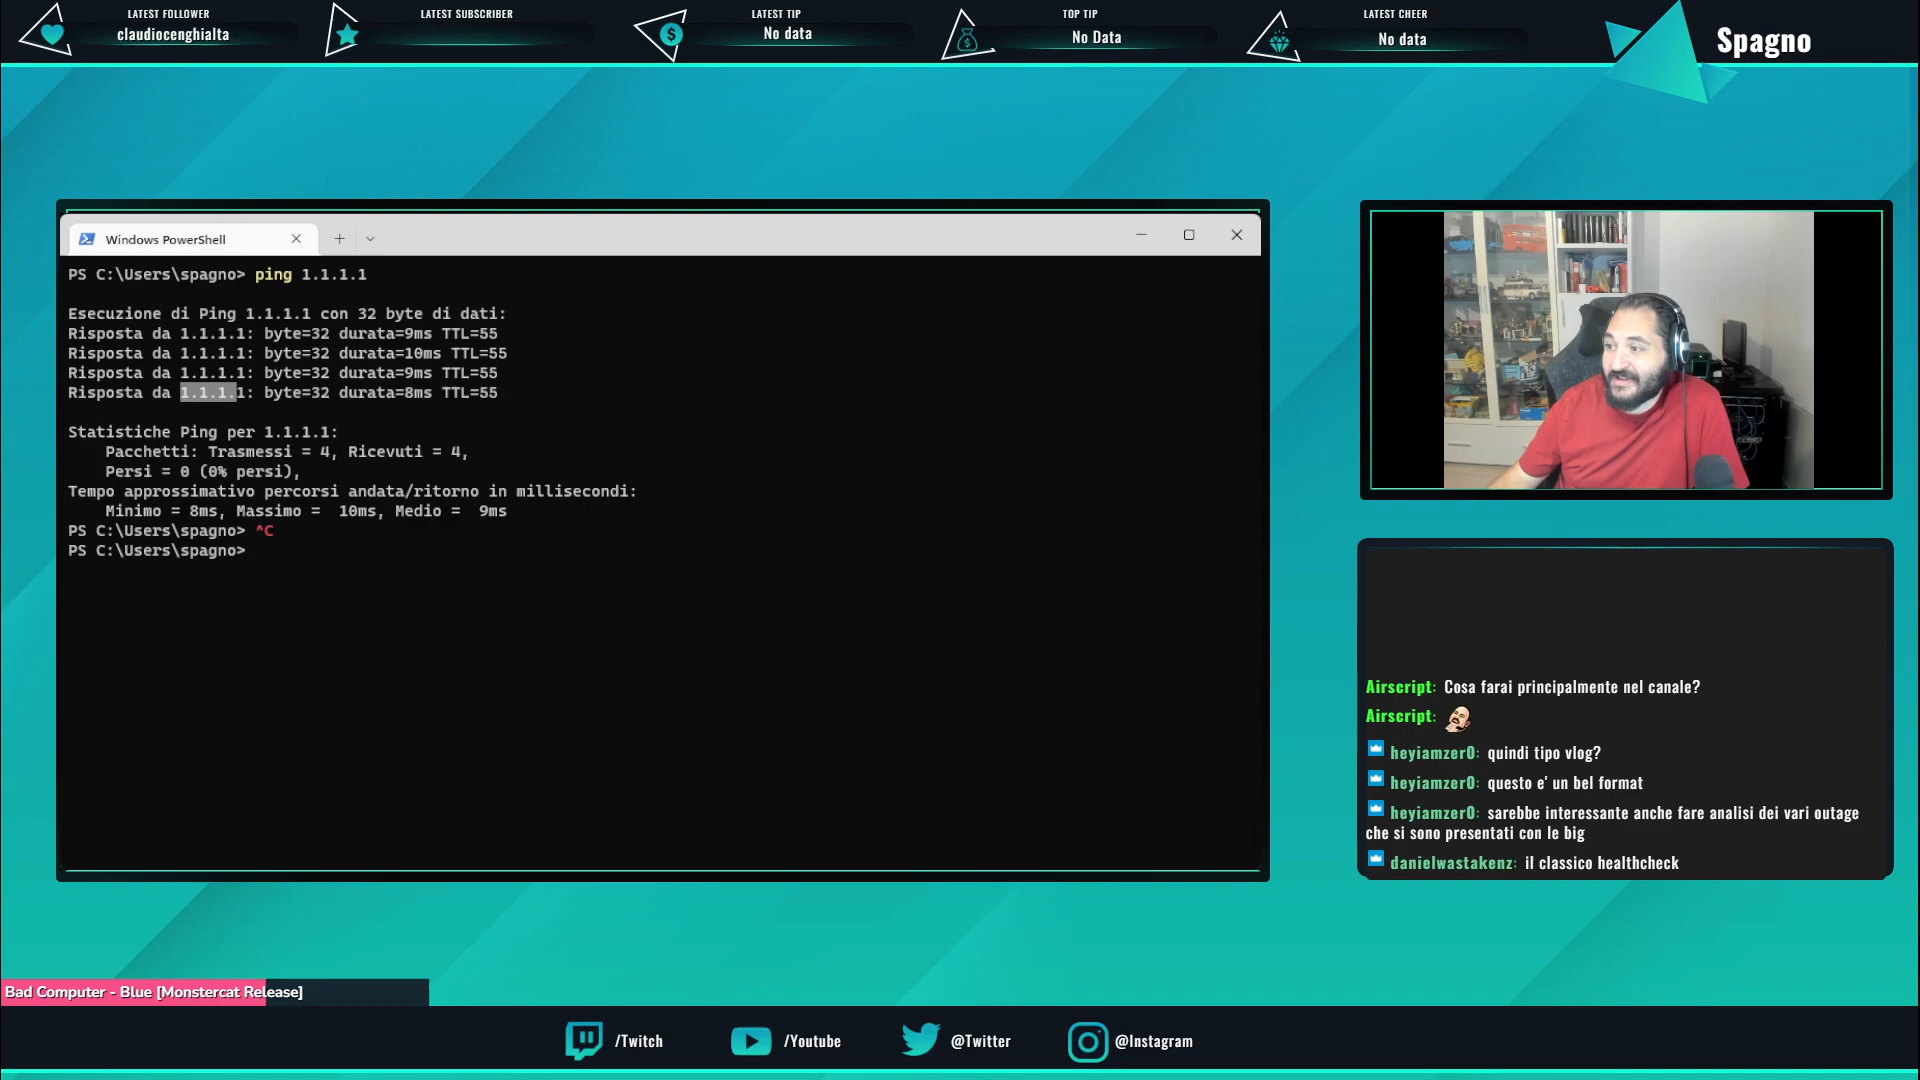 LATEST FOLLOWER
claudiocenghialta
LATEST SUBSCRIBER
LATEST TIP
No data
TOP TIP
No Data
LATEST CHEER
No data
Spagno
Windows PowerShell
PS C:\Users\spagno> ping 1.1.1.1
Esecuzione di Ping 1.1.1.1 con 32 byte di dati:
Risposta da 1.1.1.1: byte=32 durata=9ms TTL=55
Risposta da 1.1.1.1: byte=32 durata=10ms TTL=55
Risposta da 1.1.1.1: byte=32 durata=9ms TTL=55
Risposta da 1.1.1.1: byte=32 durata=8ms TTL=55
Statistiche Ping per 1.1.1.1:
Pacchetti: Trasmessi = 4, Ricevuti = 4,
Persi = 0 (0% persi),
Tempo approssimativo percorsi andata/ritorno in millisecondi:
Minimo = 8ms, Massimo =  10ms, Medio =  9ms
PS C:\Users\spagno> ^C
PS C:\Users\spagno>
Airscript: Cosa farai principalmente nel canale?
Airscript:
heyiamzer0: quindi tipo vlog?
heyiamzer0: questo e' un bel format
heyiamzer0: sarebbe interessante anche fare analisi dei vari outage
che si sono presentati con le big
danielwastakenz: il classico healthcheck
Bad Computer - Blue [Monstercat Release]
/Twitch
/Youtube
@Twitter
@Instagram